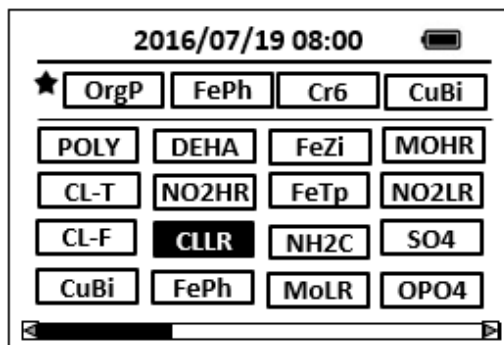 2016/07/19 08:00
OrgP FePh Cr6 CuBi
POLY DEHA FeZi MOHR
CL-T NO2HR FeTp NO2LR
CL-F CLLR NH2C SO4
CuBi FePh MoLR OPO4